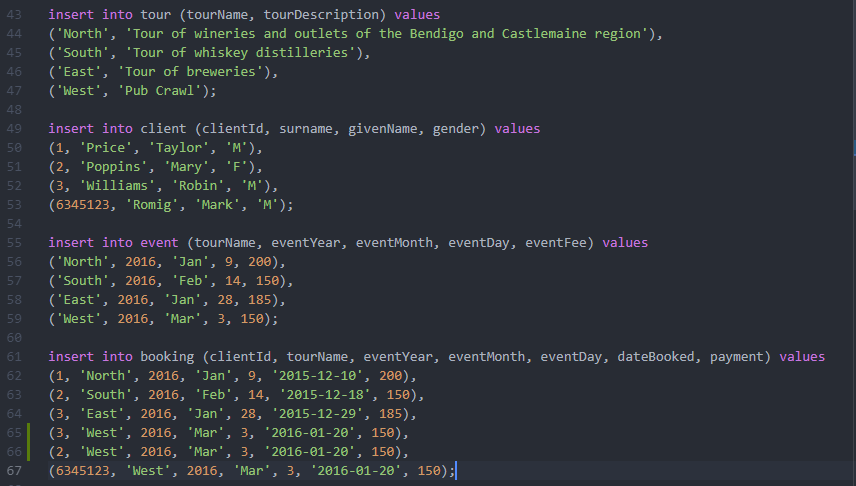 43 insert into tour (tourName, tourDescription) values
44 ('North', 'Tour of wineries and outlets of the Bendigo and Castlemaine region'),
45 ('South', 'Tour of whiskey distilleries'),
46 ('East', 'Tour of breweries'),
47 ('West', 'Pub Crawl');
48
49 insert into client (clientId, surname, givenName, gender) values
50 (1, 'Price', 'Taylor', 'M'),
51 (2, 'Poppins', 'Mary', 'F'),
52 (3, 'Williams', 'Robin', 'M'),
53 (6345123, 'Romig', 'Mark', 'M');
54
55 insert into event (tourName, eventYear, eventMonth, eventDay, eventFee) values
56 ('North', 2016, 'Jan', 9, 200),
57 ('South', 2016, 'Feb', 14, 150),
58 ('East', 2016, 'Jan', 28, 185),
59 ('West', 2016, 'Mar', 3, 150);
60
61 insert into booking (clientId, tourName, eventYear, eventMonth, eventDay, dateBooked, payment) values
62 (1, 'North', 2016, 'Jan', 9, '2015-12-10', 200),
63 (2, 'South', 2016, 'Feb', 14, '2015-12-18', 150),
64 (3, 'East', 2016, 'Jan', 28, '2015-12-29', 185),
65 (3, 'West', 2016, 'Mar', 3, '2016-01-20', 150),
66 (2, 'West', 2016, 'Mar', 3, '2016-01-20', 150),
67 (6345123, 'West', 2016, 'Mar', 3, '2016-01-20', 150);